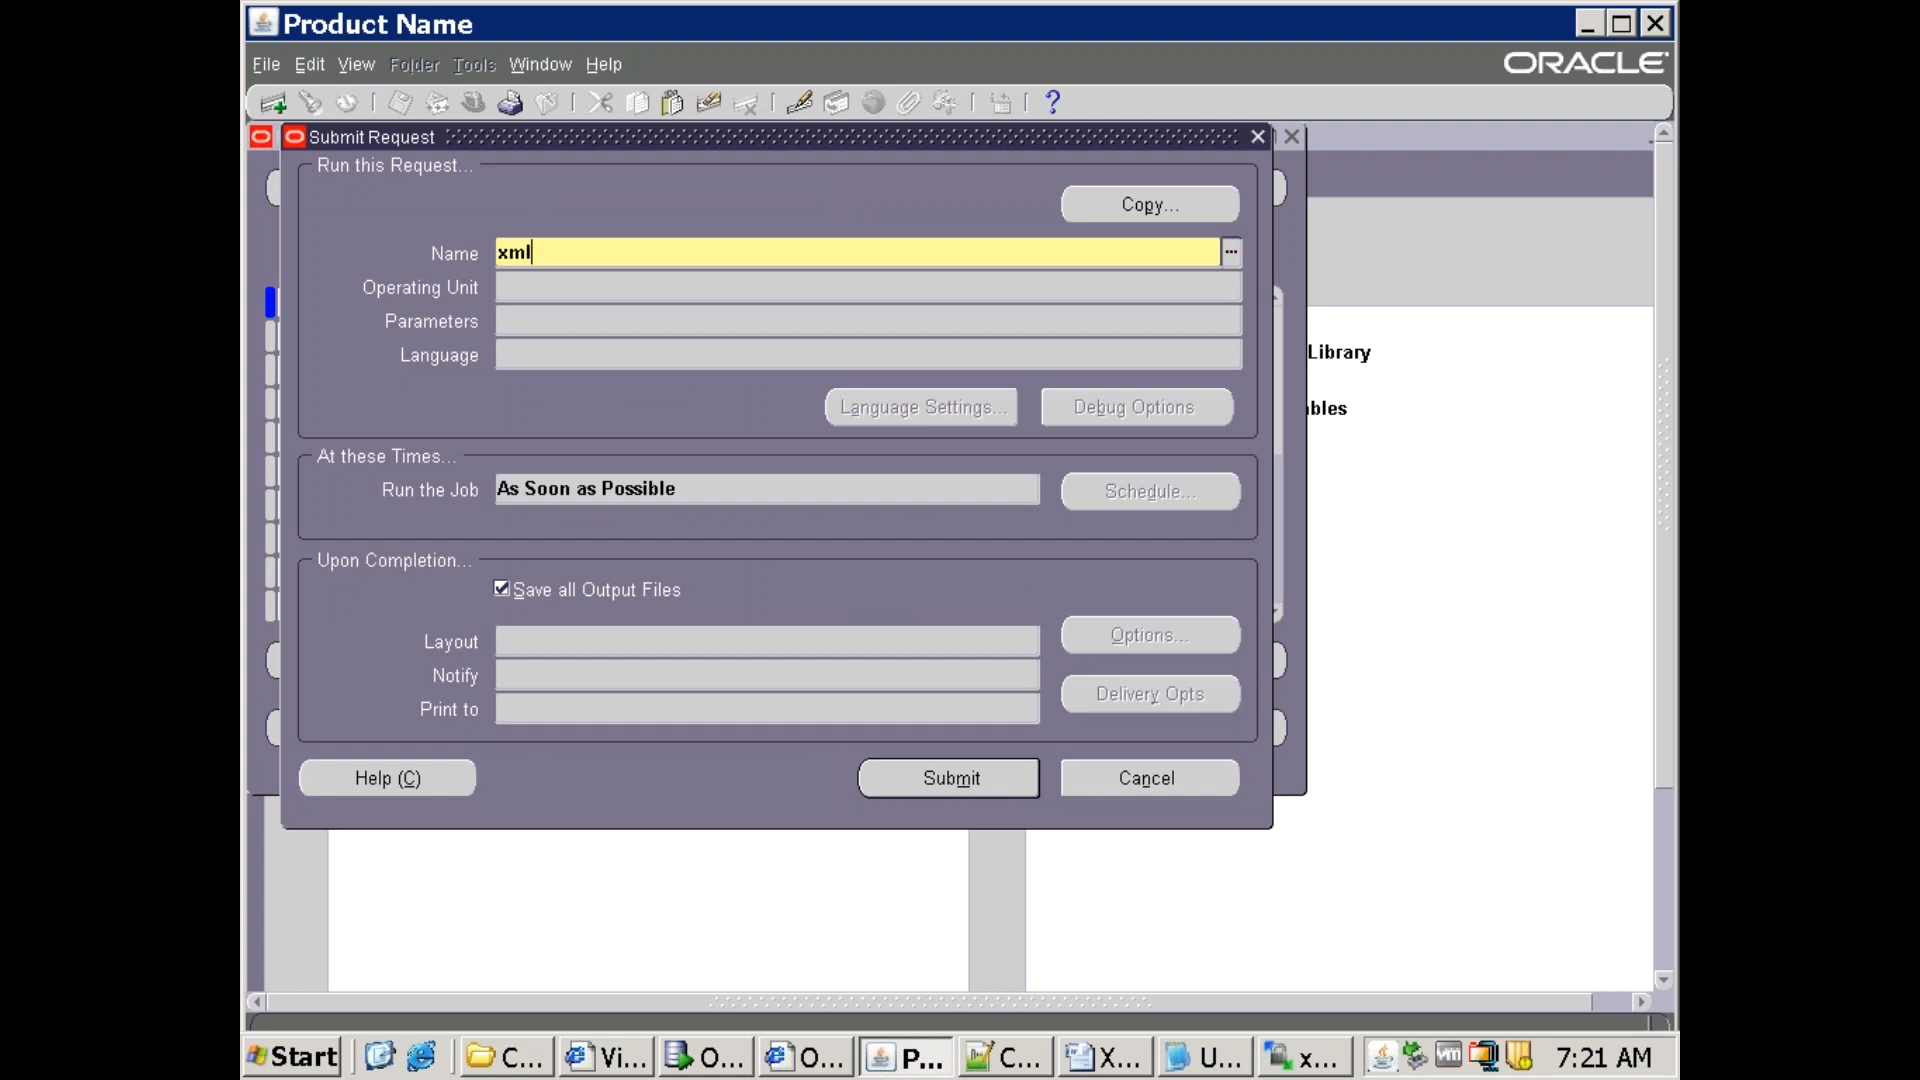 Product Name
File Edit View Folder Tools Window Help
ORACLE
Submit Request
Run this Request...
Copy...
Name xml
Operating Unit
Parameters
Language
Library
Language Settings... Debug Options
At these Times...
Run the Job As Soon as Possible Schedule...
Upon Completion...
Save all Output Files
Layout Options...
Notify
Print to Delivery Opts
Help (C) Submit Cancel
Start C... Vi... O... O... P... C... X... U... x... 7:21 AM